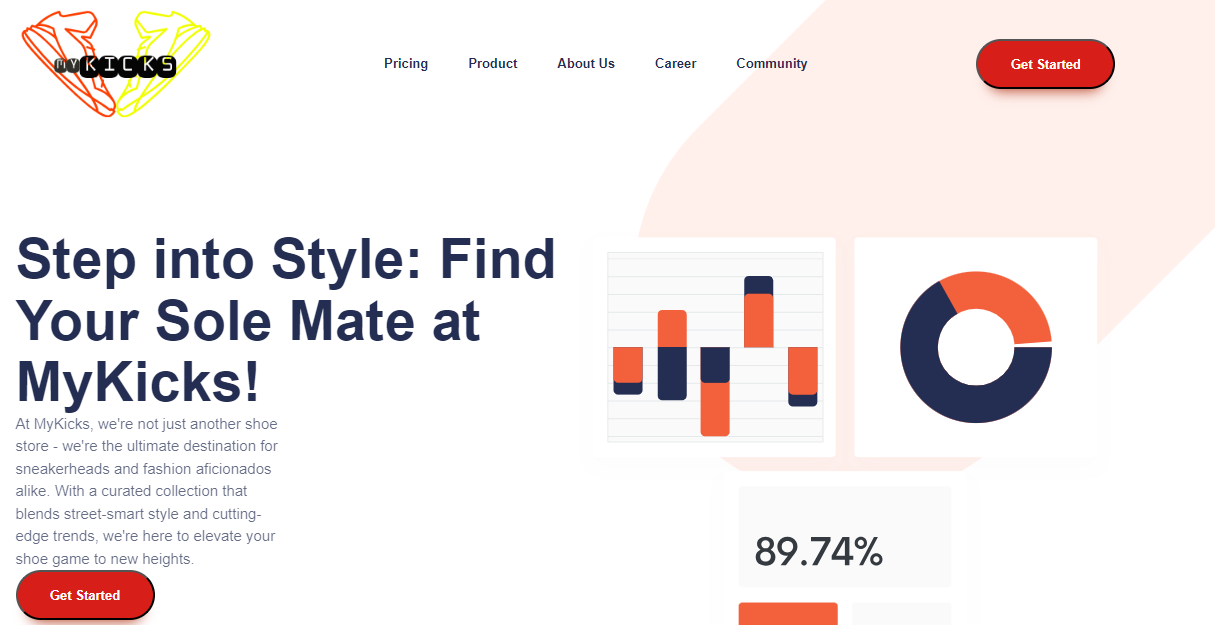 MYKICKS
Pricing
Product
About Us
Career
Community
Get Started
Step into Style: Find
Your Sole Mate at
MyKicks!
At MyKicks, we're not just another shoe
store - we're the ultimate destination for
sneakerheads and fashion aficionados
alike. With a curated collection that
blends street-smart style and cutting-
edge trends, we're here to elevate your
shoe game to new heights.
Get Started
89.74%